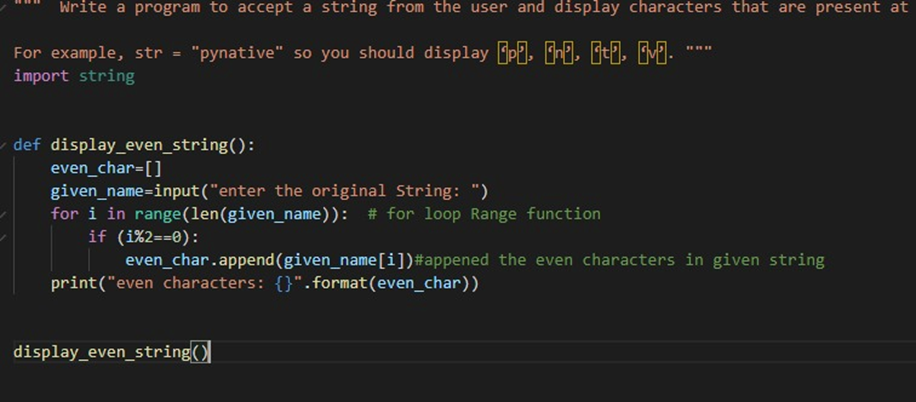 """ Write a program to accept a string from the user and display characters that are present at
For example, str = "pynative" so you should display ‘p’, ‘n’, ‘t’, ‘v’. """
import string
def display_even_string():
even_char=[]
given_name=input("enter the original String: ")
for i in range(len(given_name)): # for loop Range function
if (i%2==0):
even_char.append(given_name[i])#appened the even characters in given string
print("even characters: {}".format(even_char))
display_even_string()